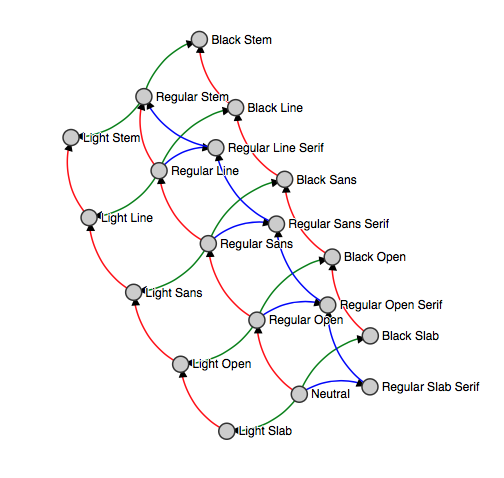 Black Stem
Regular Stem
Black Line
Light Stem
Regular Line Serif
Regular Line
Black Sans
Light Line
Regular Sans Serif
Regular Sans
Black Open
Light Sans
Regular Open Serif
Regular Open
Black Slab
Light Open
Regular Slab Serif
Neutral
Light Slab